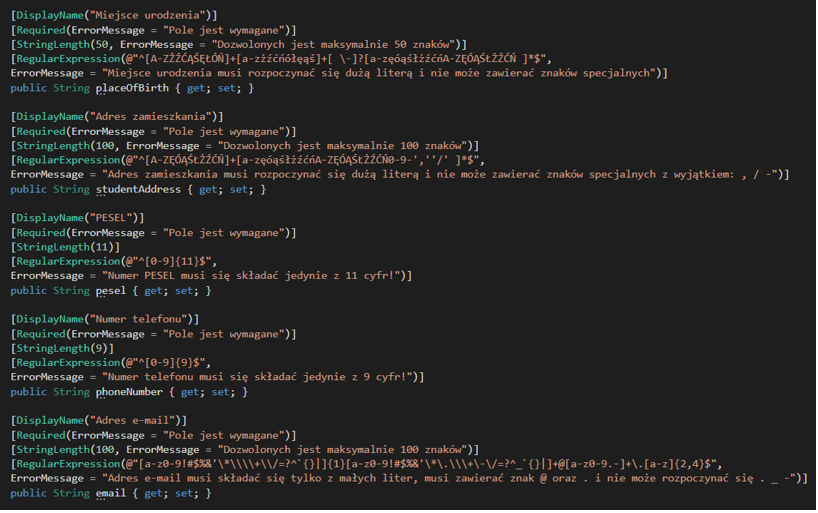 [DisplayName("Miejsce urodzenia")]
[Required(ErrorMessage = "Pole jest wymagane")]
[StringLength(50, ErrorMessage = "Dozwolonych jest maksymalnie 50 znaków")]
[RegularExpression(@"^[A-ZŻŹĆĄŚĘŁÓŃ]+[a-zżźćńółęąś]+[ \-]?[a-zęóąśłżźćńA-ZĘÓĄŚŁŻŹĆŃ ]*$",
ErrorMessage = "Miejsce urodzenia musi rozpoczynać się dużą literą i nie może zawierać znaków specjalnych")]
public String placeOfBirth { get; set; }
[DisplayName("Adres zamieszkania")]
[Required(ErrorMessage = "Pole jest wymagane")]
[StringLength(100, ErrorMessage = "Dozwolonych jest maksymalnie 100 znaków")]
[RegularExpression(@"^[A-ZĘÓĄŚŁŻŹĆŃ]+[a-zęóąśłżźćńA-ZĘÓĄŚŁŻŹĆŃ0-9-',''/' ]*$",
ErrorMessage = "Adres zamieszkania musi rozpoczynać się dużą literą i nie może zawierać znaków specjalnych z wyjątkiem: , / -")]
public String studentAddress { get; set; }
[DisplayName("PESEL")]
[Required(ErrorMessage = "Pole jest wymagane")]
[StringLength(11)]
[RegularExpression(@"^[0-9]{11}$",
ErrorMessage = "Numer PESEL musi się składać jedynie z 11 cyfr!")]
public String pesel { get; set; }
[DisplayName("Numer telefonu")]
[Required(ErrorMessage = "Pole jest wymagane")]
[StringLength(9)]
[RegularExpression(@"^[0-9]{9}$",
ErrorMessage = "Numer telefonu musi się składać jedynie z 9 cyfr!")]
public String phoneNumber { get; set; }
[DisplayName("Adres e-mail")]
[Required(ErrorMessage = "Pole jest wymagane")]
[StringLength(100, ErrorMessage = "Dozwolonych jest maksymalnie 100 znaków")]
[RegularExpression(@"[a-z0-9!#$%&'\*\\\\+\\/=?^`{}|]{1}[a-z0-9!#$%&'\*\.\\\+\-\/=?^_`{}|]+@[a-z0-9.-]+\.[a-z]{2,4}$",
ErrorMessage = "Adres e-mail musi składać się tylko z małych liter, musi zawierać znak @ oraz . i nie może rozpoczynać się . _ -")]
public String email { get; set; }